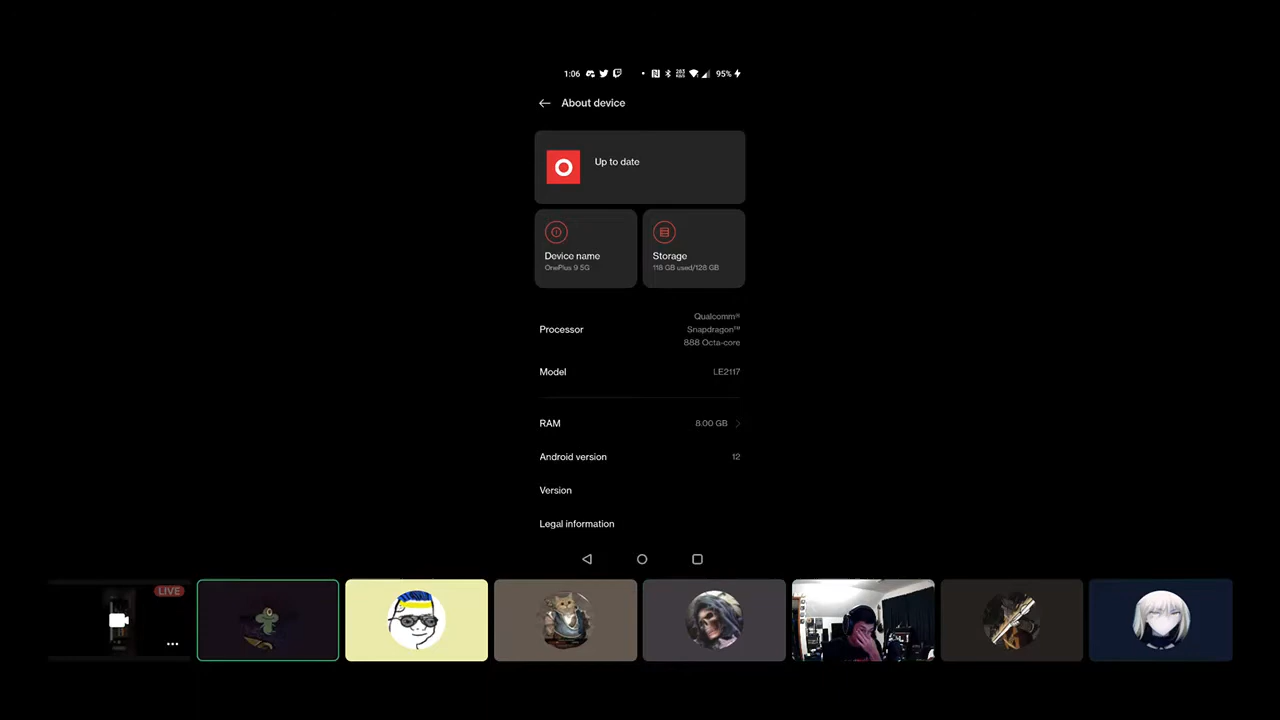 1:06 95%
About device
Up to date
Device name
OnePlus 9 5G
Storage
118 GB used/128 GB
Processor
Qualcomm®
Snapdragon™
888 Octa-core
Model
LE2117
RAM
8.00 GB
Android version
12
Version
Legal information
LIVE